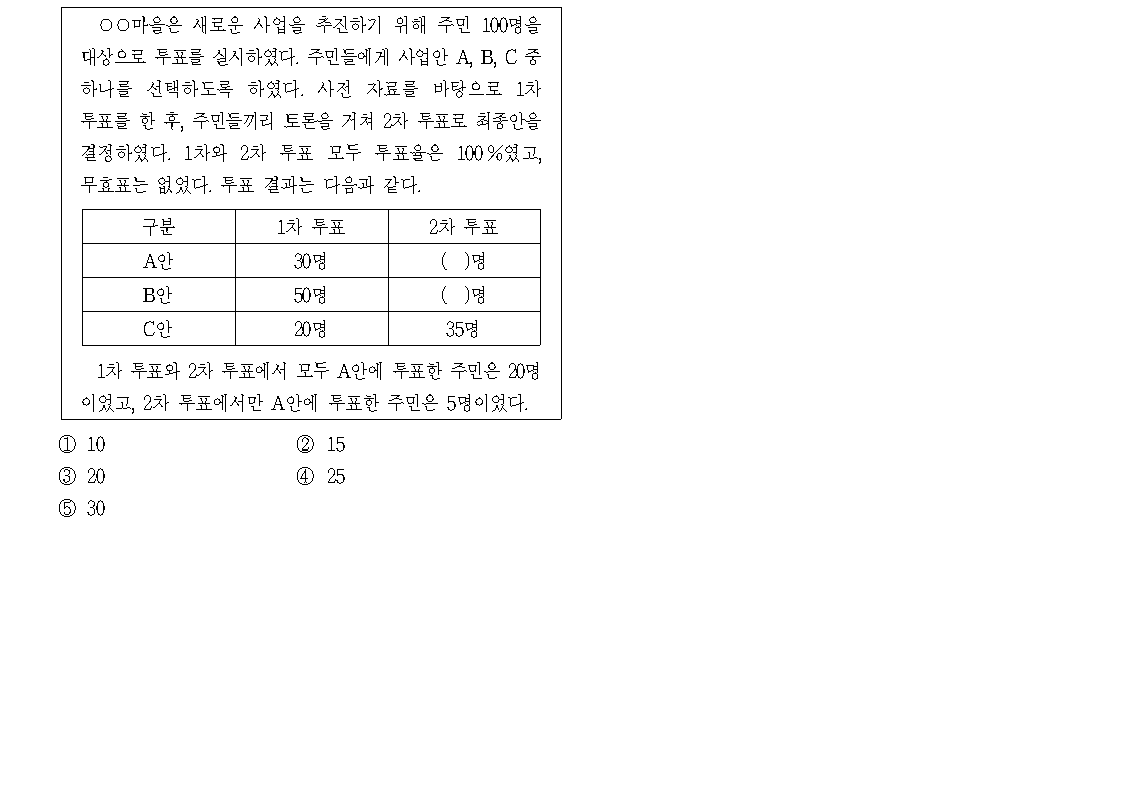 ○○마을은 새로운 사업을 추진하기 위해 주민 100명을
대상으로 투표를 실시하였다. 주민들에게 사업안 A, B, C 중
하나를 선택하도록 하였다. 사전 자료를 바탕으로 1차
투표를 한 후, 주민들끼리 토론을 거쳐 2차 투표로 최종안을
결정하였다. 1차와 2차 투표 모두 투표율은 100%였고,
무효표는 없었다. 투표 결과는 다음과 같다.
구분 1차 투표 2차 투표
A안 30명 ( )명
B안 50명 ( )명
C안 20명 35명
1차 투표와 2차 투표에서 모두 A안에 투표한 주민은 20명
이었고, 2차 투표에서만 A안에 투표한 주민은 5명이었다.
① 10 ② 15
③ 20 ④ 25
⑤ 30